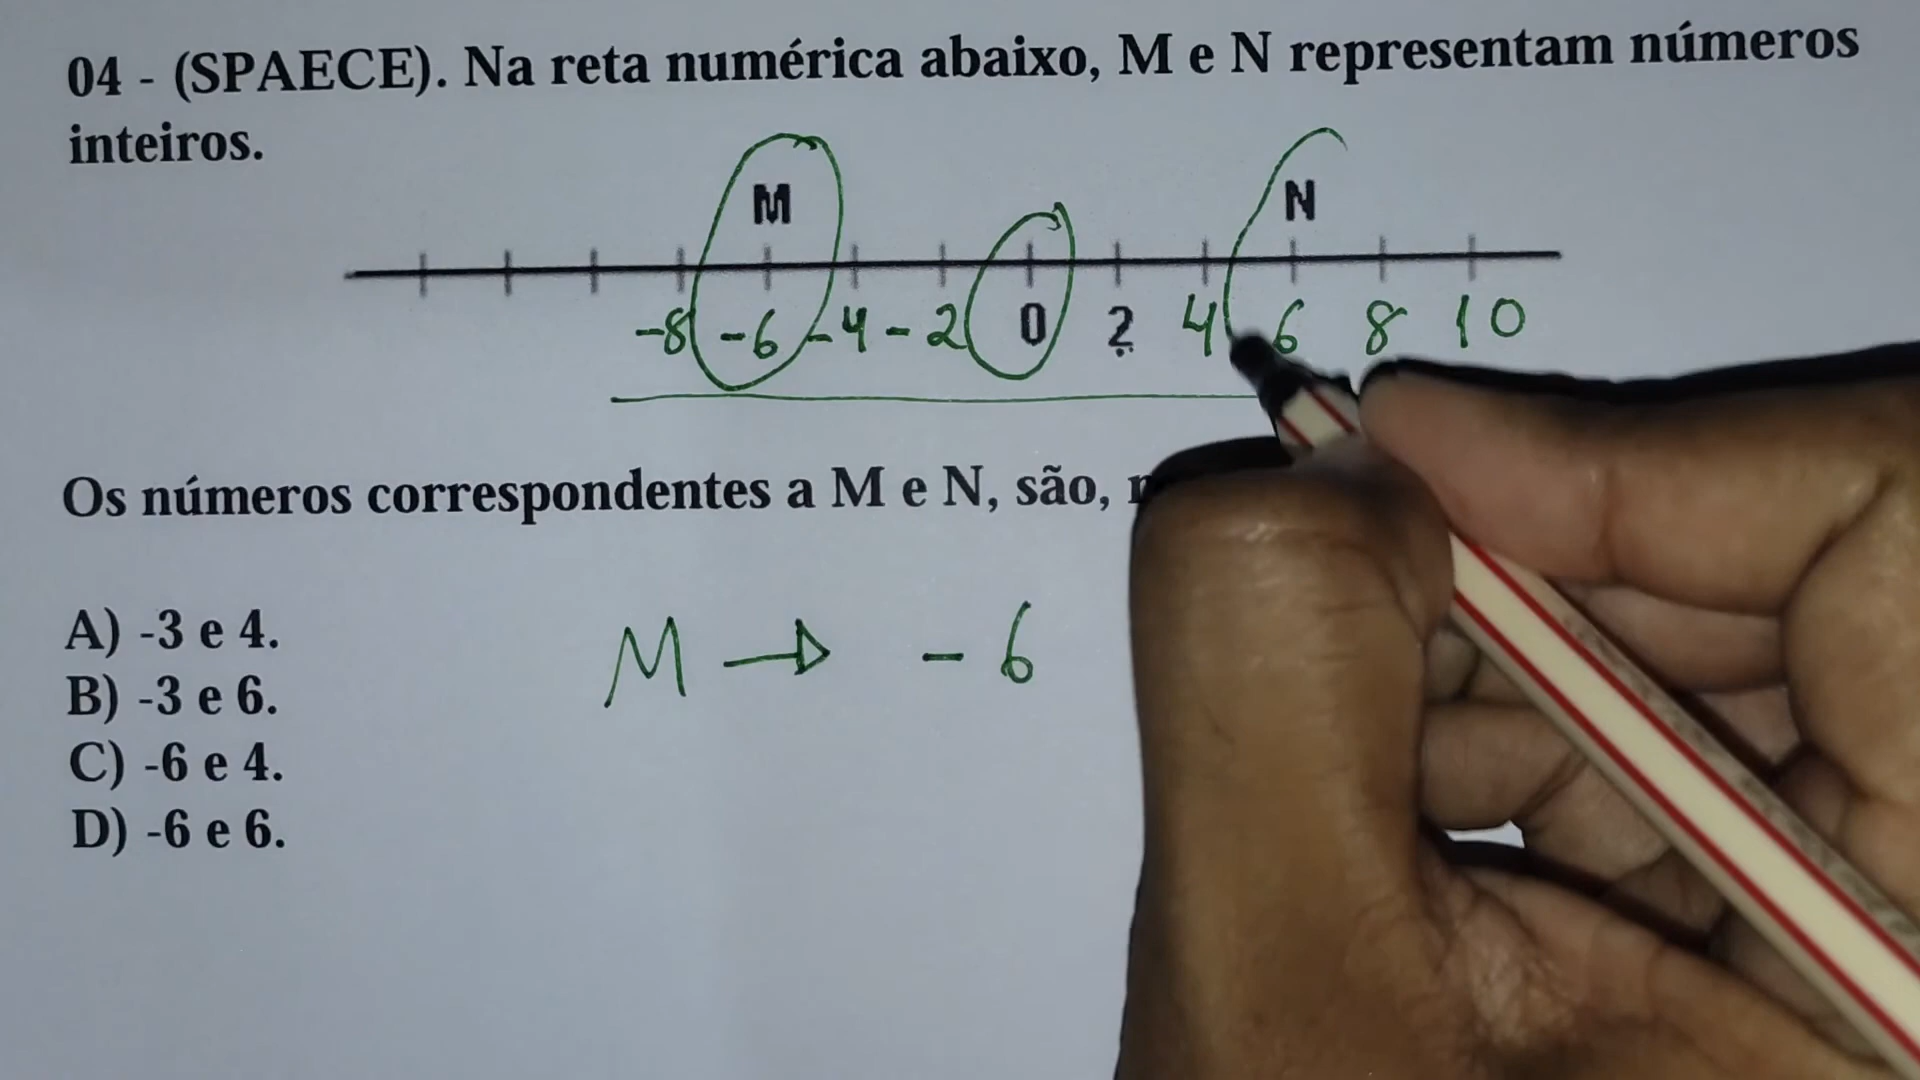 04 - (SPAECE). Na reta numérica abaixo, M e N representam números
inteiros.
M N
-8 -6 -4 -2 0 2 4 6 8 10
Os números correspondentes a M e N, são,
A) -3 e 4.
B) -3 e 6.
C) -6 e 4.
D) -6 e 6.
M → -6